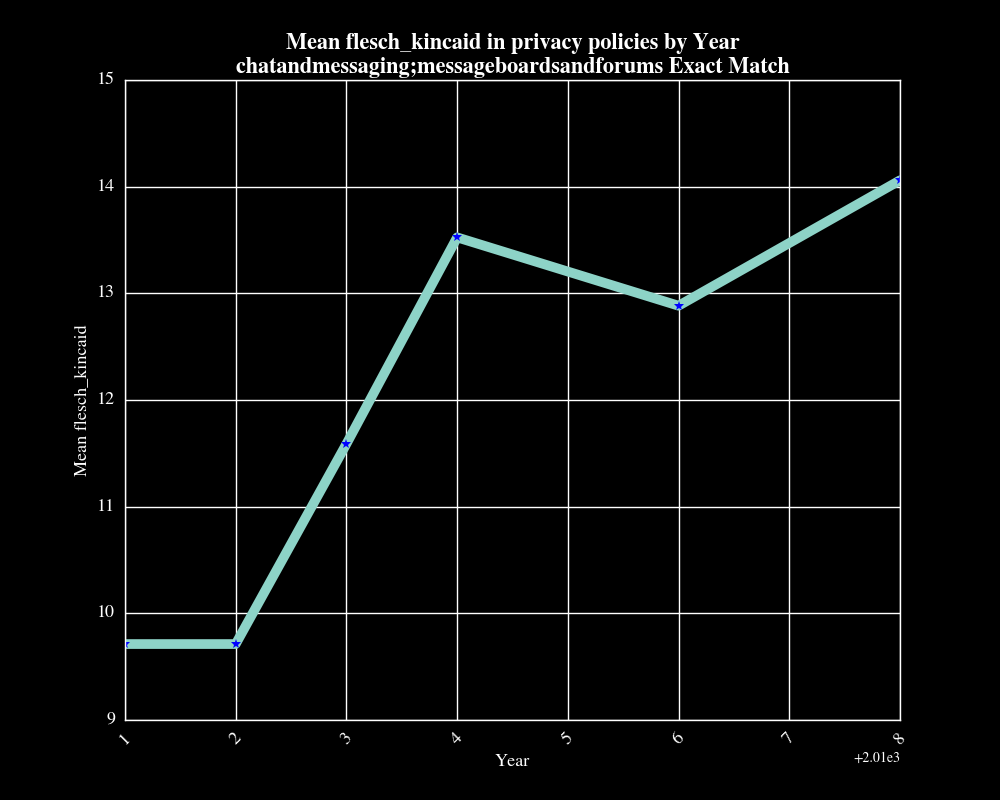 Mean flesch_kincaid in privacy policies by Year
chatandmessaging;messageboardsandforums Exact Match
15
14
13
12
11
10
9
Mean flesch_kincaid
1 2 3 4 5 6 7 8
Year
+2.01e3